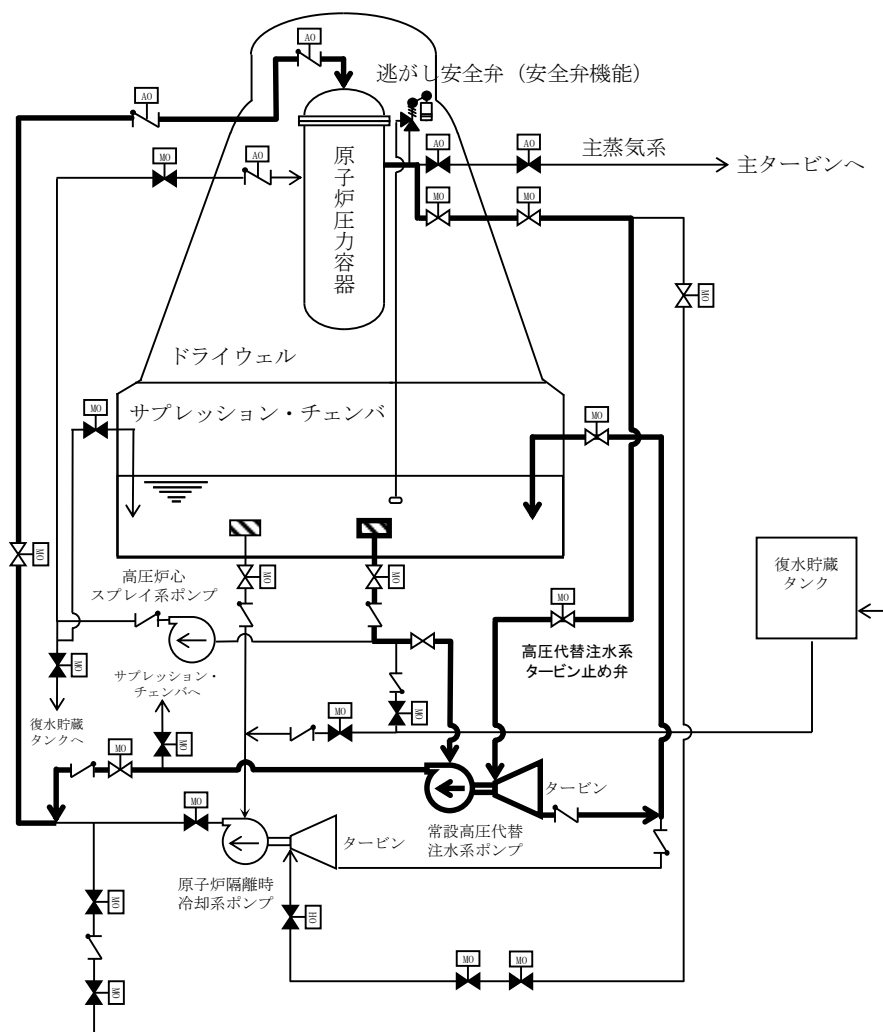 AO
AO
逃がし安全弁（安全弁機能）
AO
MO
原子炉圧力容器
AO
AO
主蒸気系
主タービンへ
MO
MO
MO
ドライウェル
サプレッション・チェンバ
MO
MO
MO
高圧炉心
スプレイ系ポンプ
MO
MO
MO
復水貯蔵
タンク
高圧代替注水系
タービン止め弁
サプレッション・
チェンバへ
MO
復水貯蔵
タンクへ
MO
MO
MO
MO
タービン
常設高圧代替
注水系ポンプ
MO
タービン
原子炉隔離時
冷却系ポンプ
MO
HO
MO
MO
MO